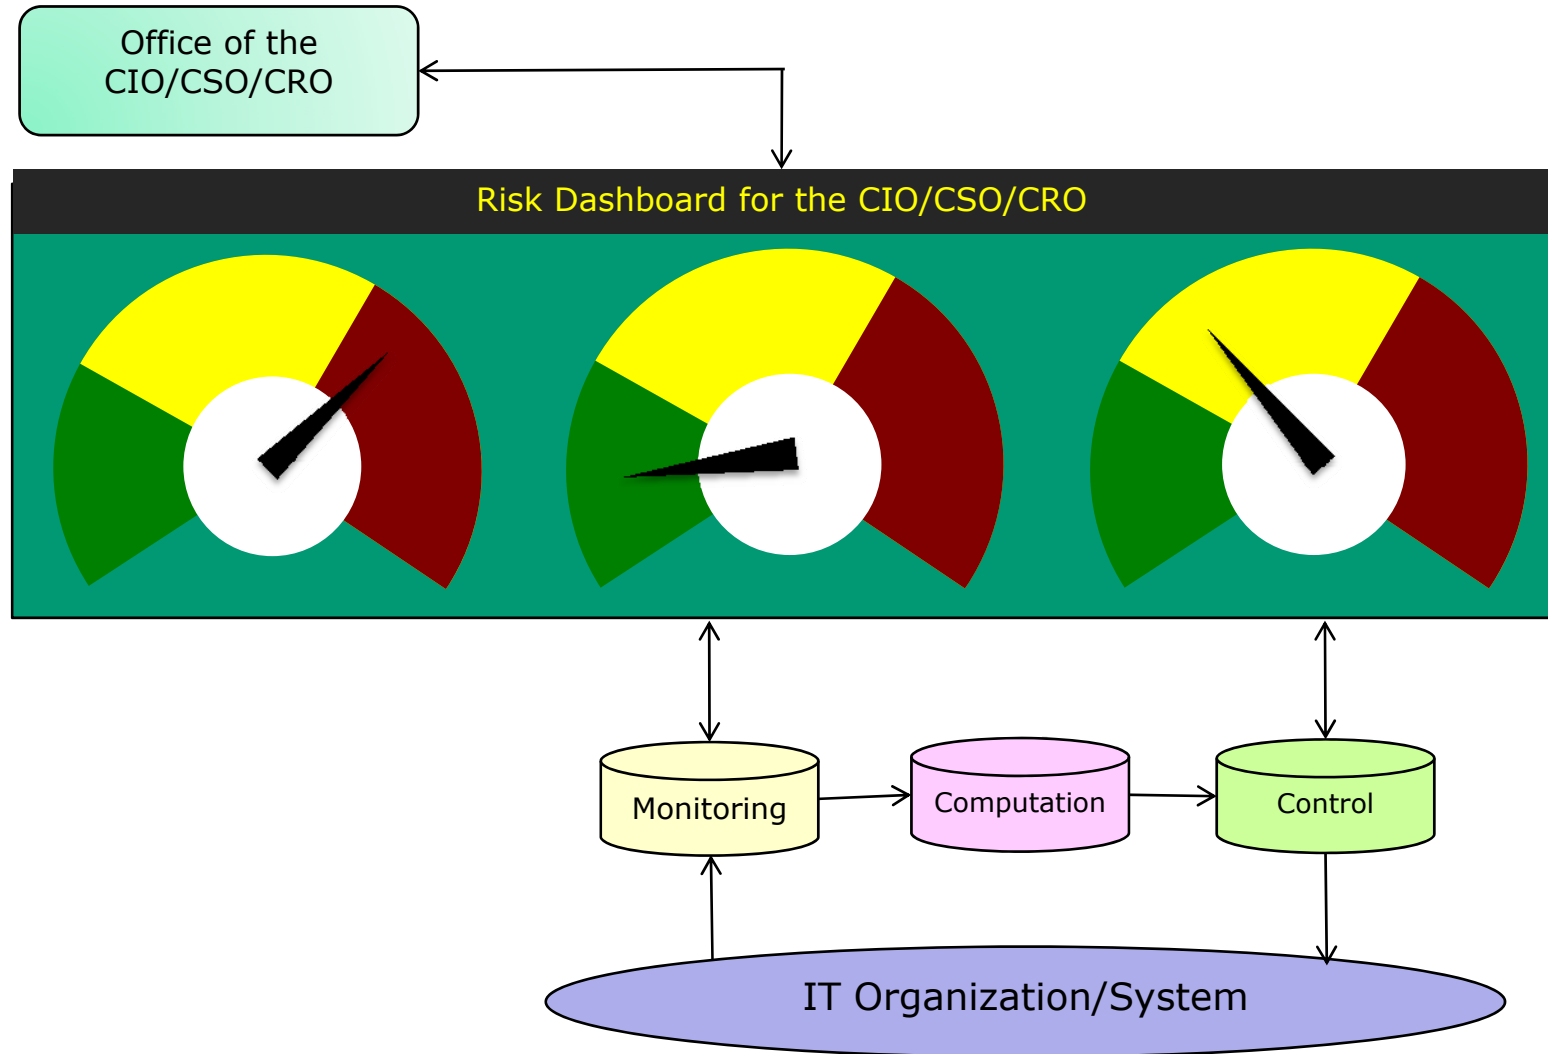 Office of the
CIO/CSO/CRO
Risk Dashboard for the CIO/CSO/CRO
Monitoring
Computation
Control
IT Organization/System